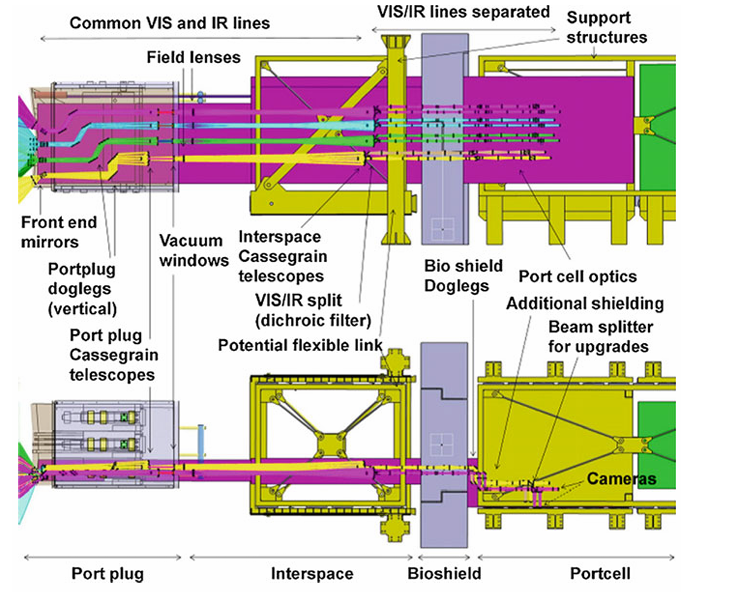 Common VIS and IR lines
VIS/IR lines separated
Support
structures
Field lenses
Front end
mirrors
Portplug
doglegs
(vertical)
Port plug
Cassegrain
telescopes
Vacuum
windows
Interspace
Cassegrain
telescopes
VIS/IR split
(dichroic filter)
Potential flexible link
Bio shield
Doglegs
Port cell optics
Additional shielding
Beam splitter
for upgrades
Cameras
Port plug
Interspace
Bioshield
Portcell